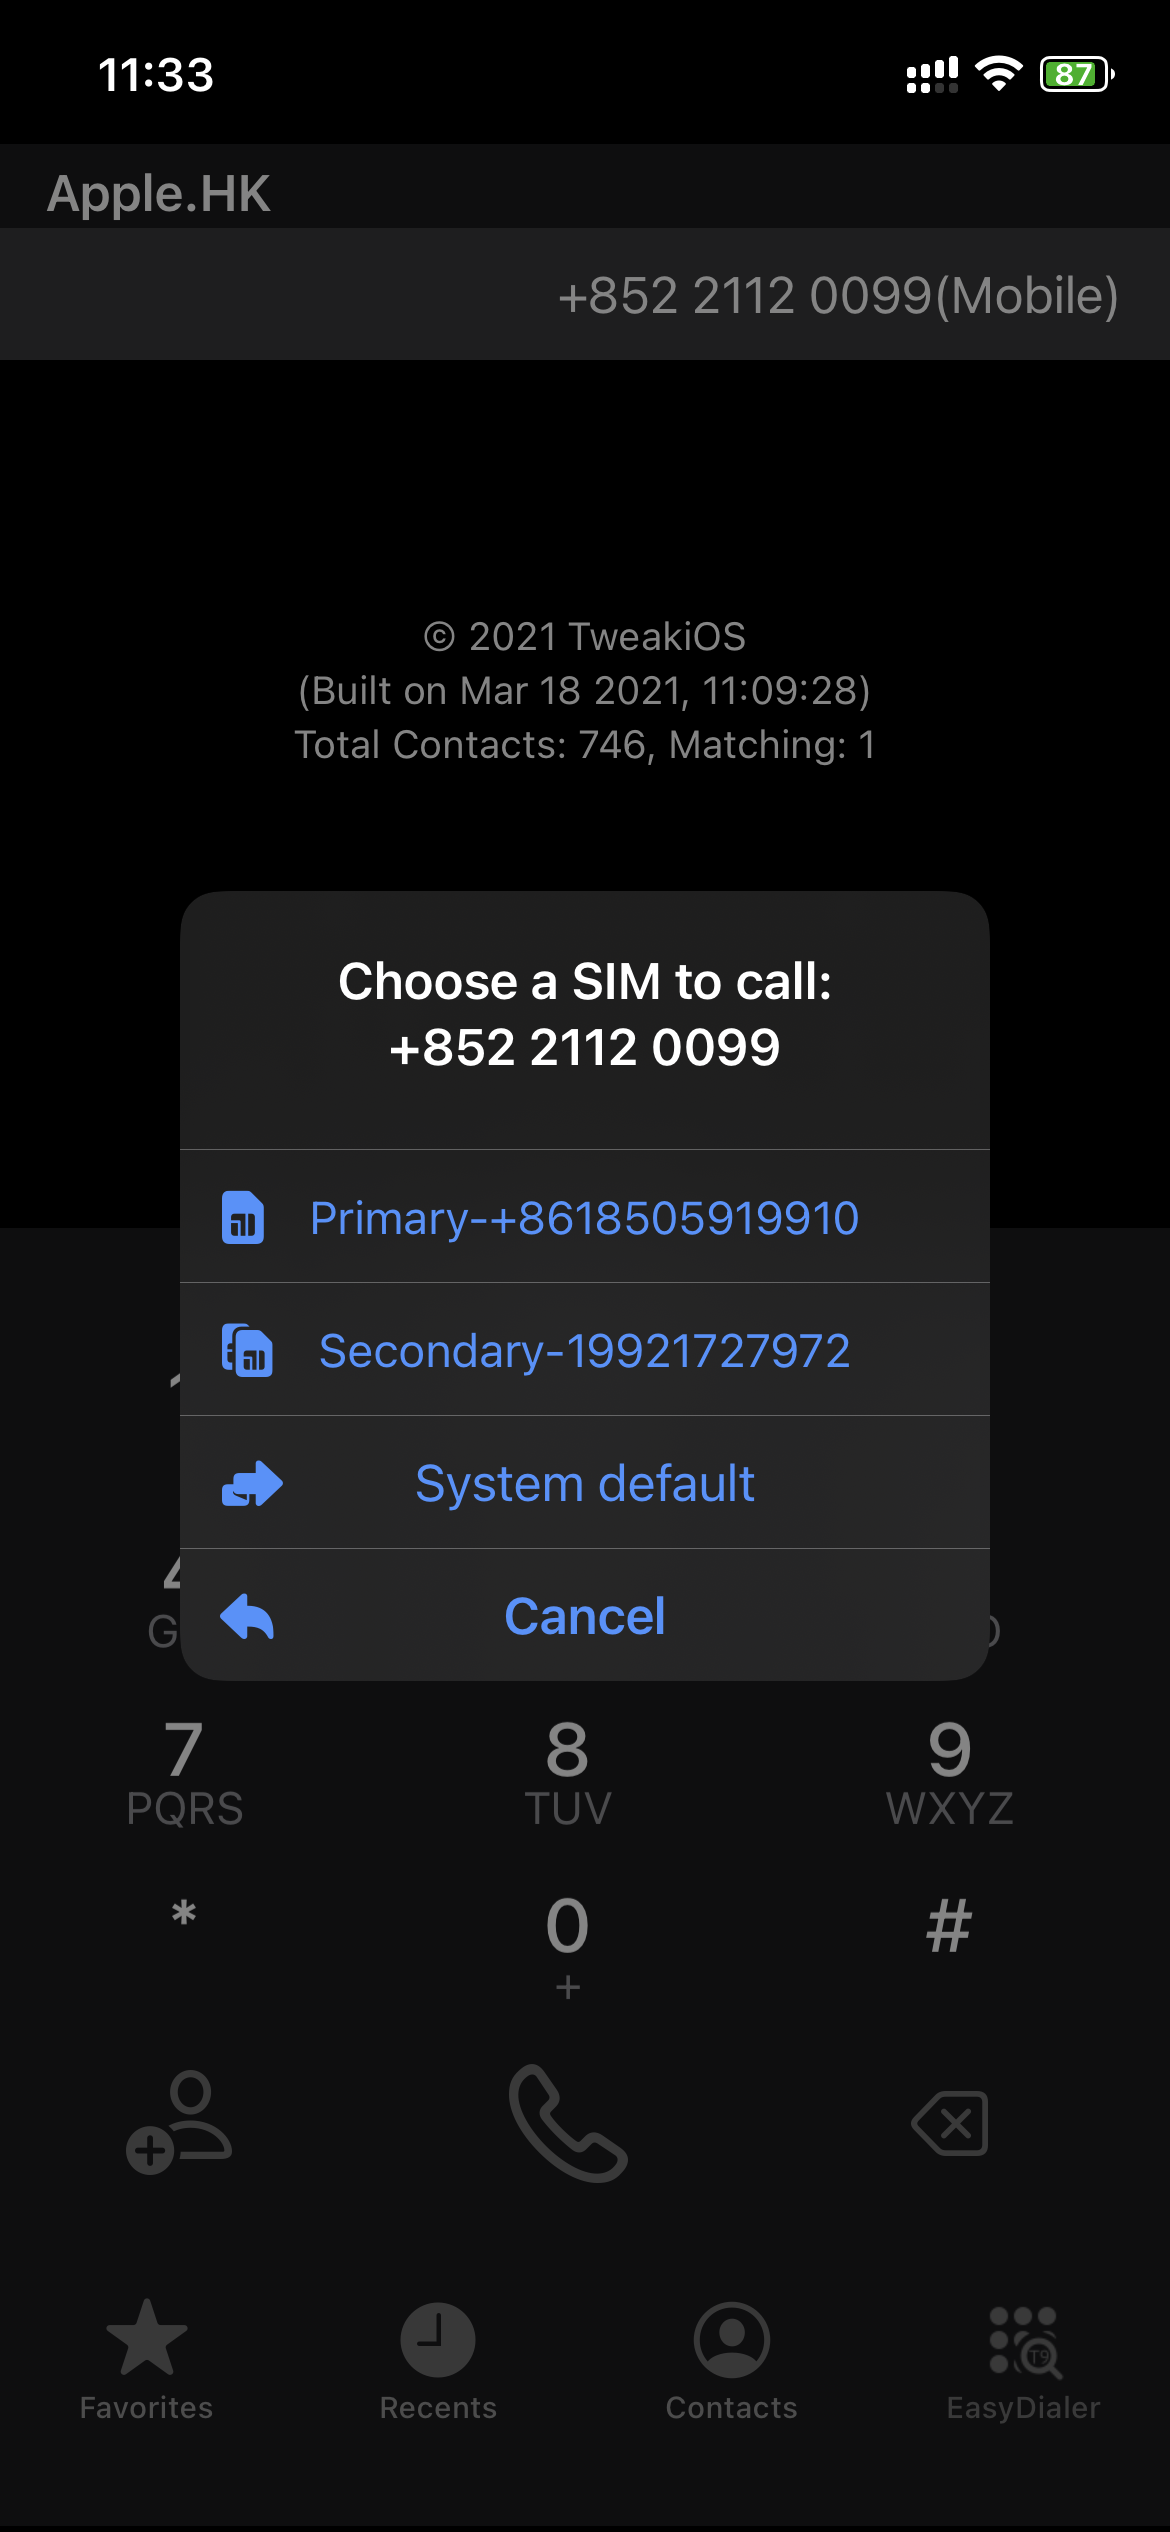 11:33
87
Apple.HK
+852 2112 0099(Mobile)
© 2021 TweakiOS
(Built on Mar 18 2021, 11:09:28)
Total Contacts: 746, Matching: 1
Choose a SIM to call:
+852 2112 0099
Primary-+8618505919910
Secondary-19921727972
System default
Cancel
7 8 9
PQRS TUV WXYZ
* 0 #
+
T9
Favorites Recents Contacts EasyDialer